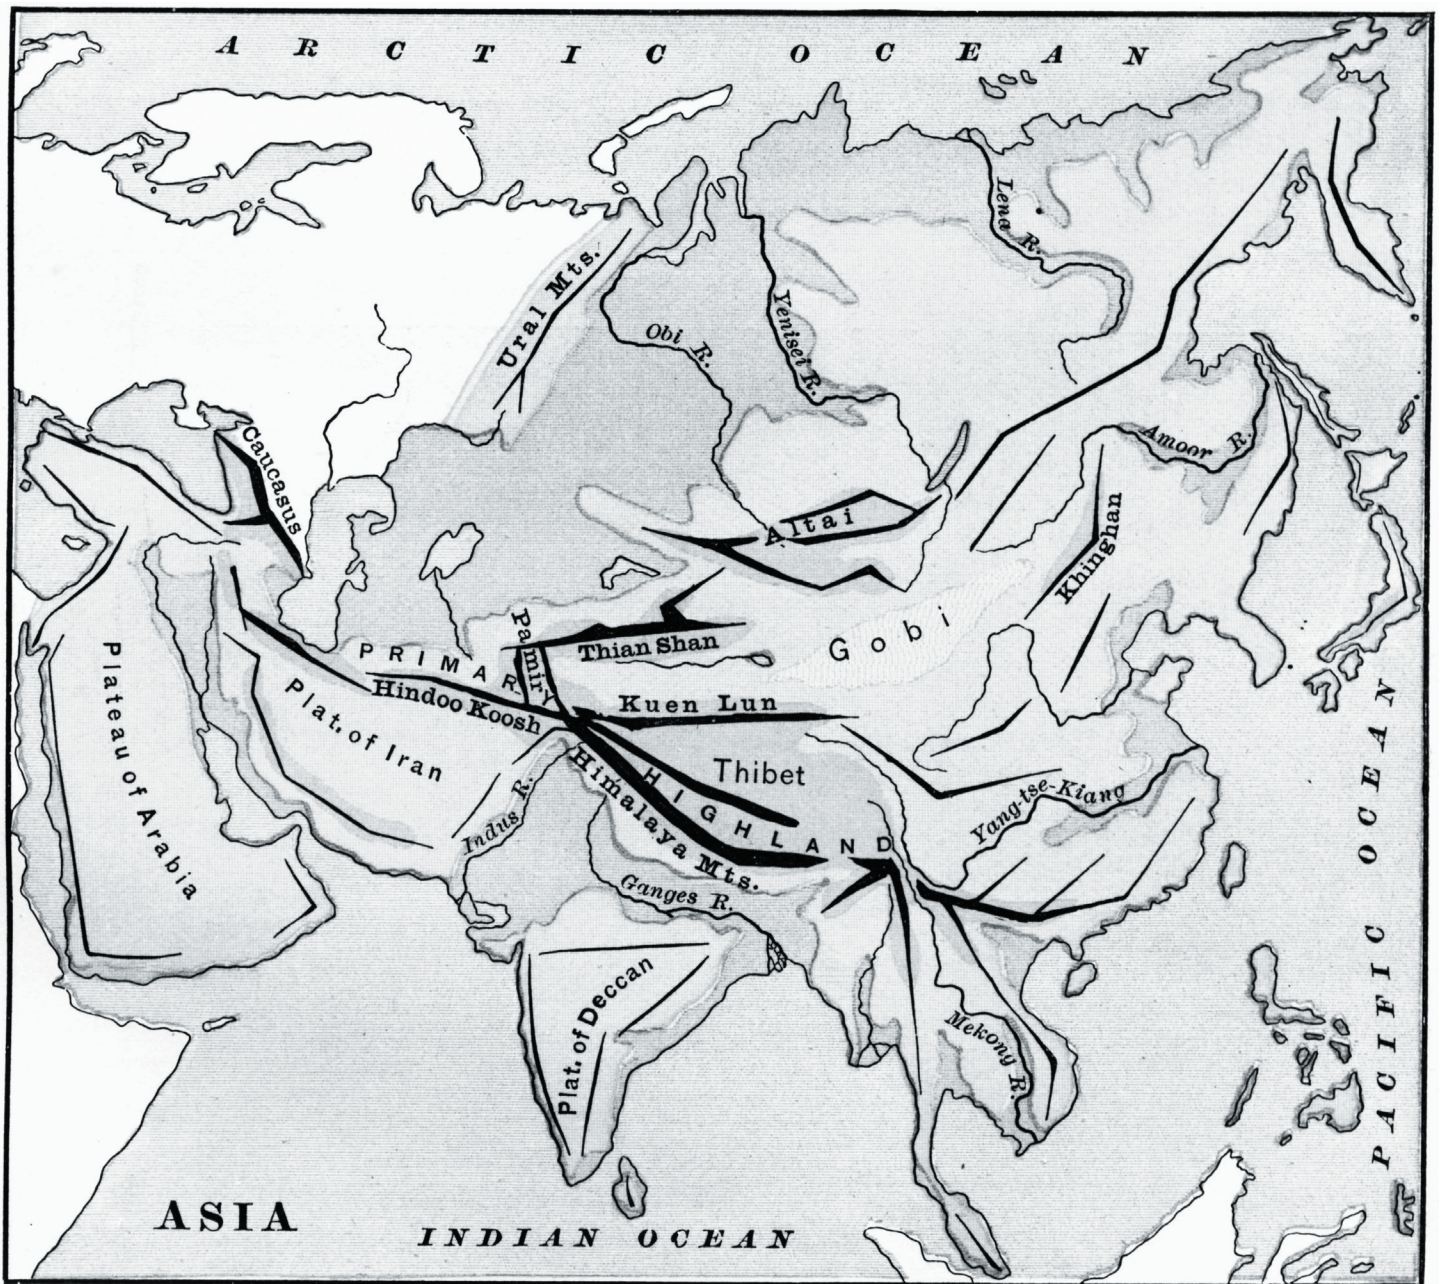 ARCTIC OCEAN
Lena R.
Ural Mts.
Yenisei R.
Obi R.
Caucasus
Amoor R.
Altai
Khinghan
Gobi
Pamir
Thian Shan
PRIMARY HIGHLAND
Hindoo Koosh
Kuen Lun
Plateau of Arabia
Plat. of Iran
Thibet
Himalaya Mts.
Indus R.
Yang-tse-Kiang
Ganges R.
Plat. of Deccan
Mekong R.
PACIFIC OCEAN
ASIA
INDIAN OCEAN